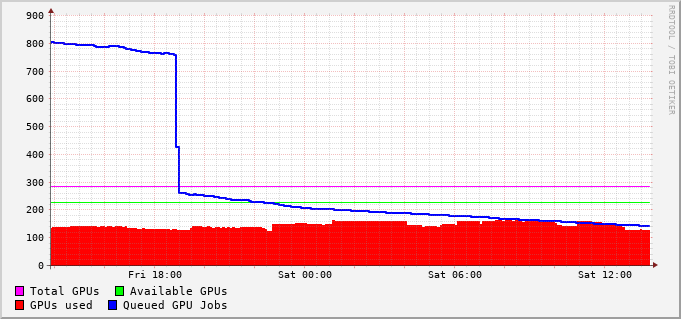 900
800
700
600
500
400
300
200
100
0
Fri 18:00 Sat 00:00 Sat 06:00 Sat 12:00
Total GPUs Available GPUs
GPUs used Queued GPU Jobs
RRDTOOL / TOBI OETIKER